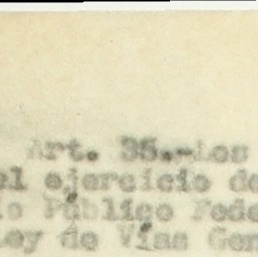 Art. 35.-Los
el ejercicio de
Público Fede
Ley de Vías Gen